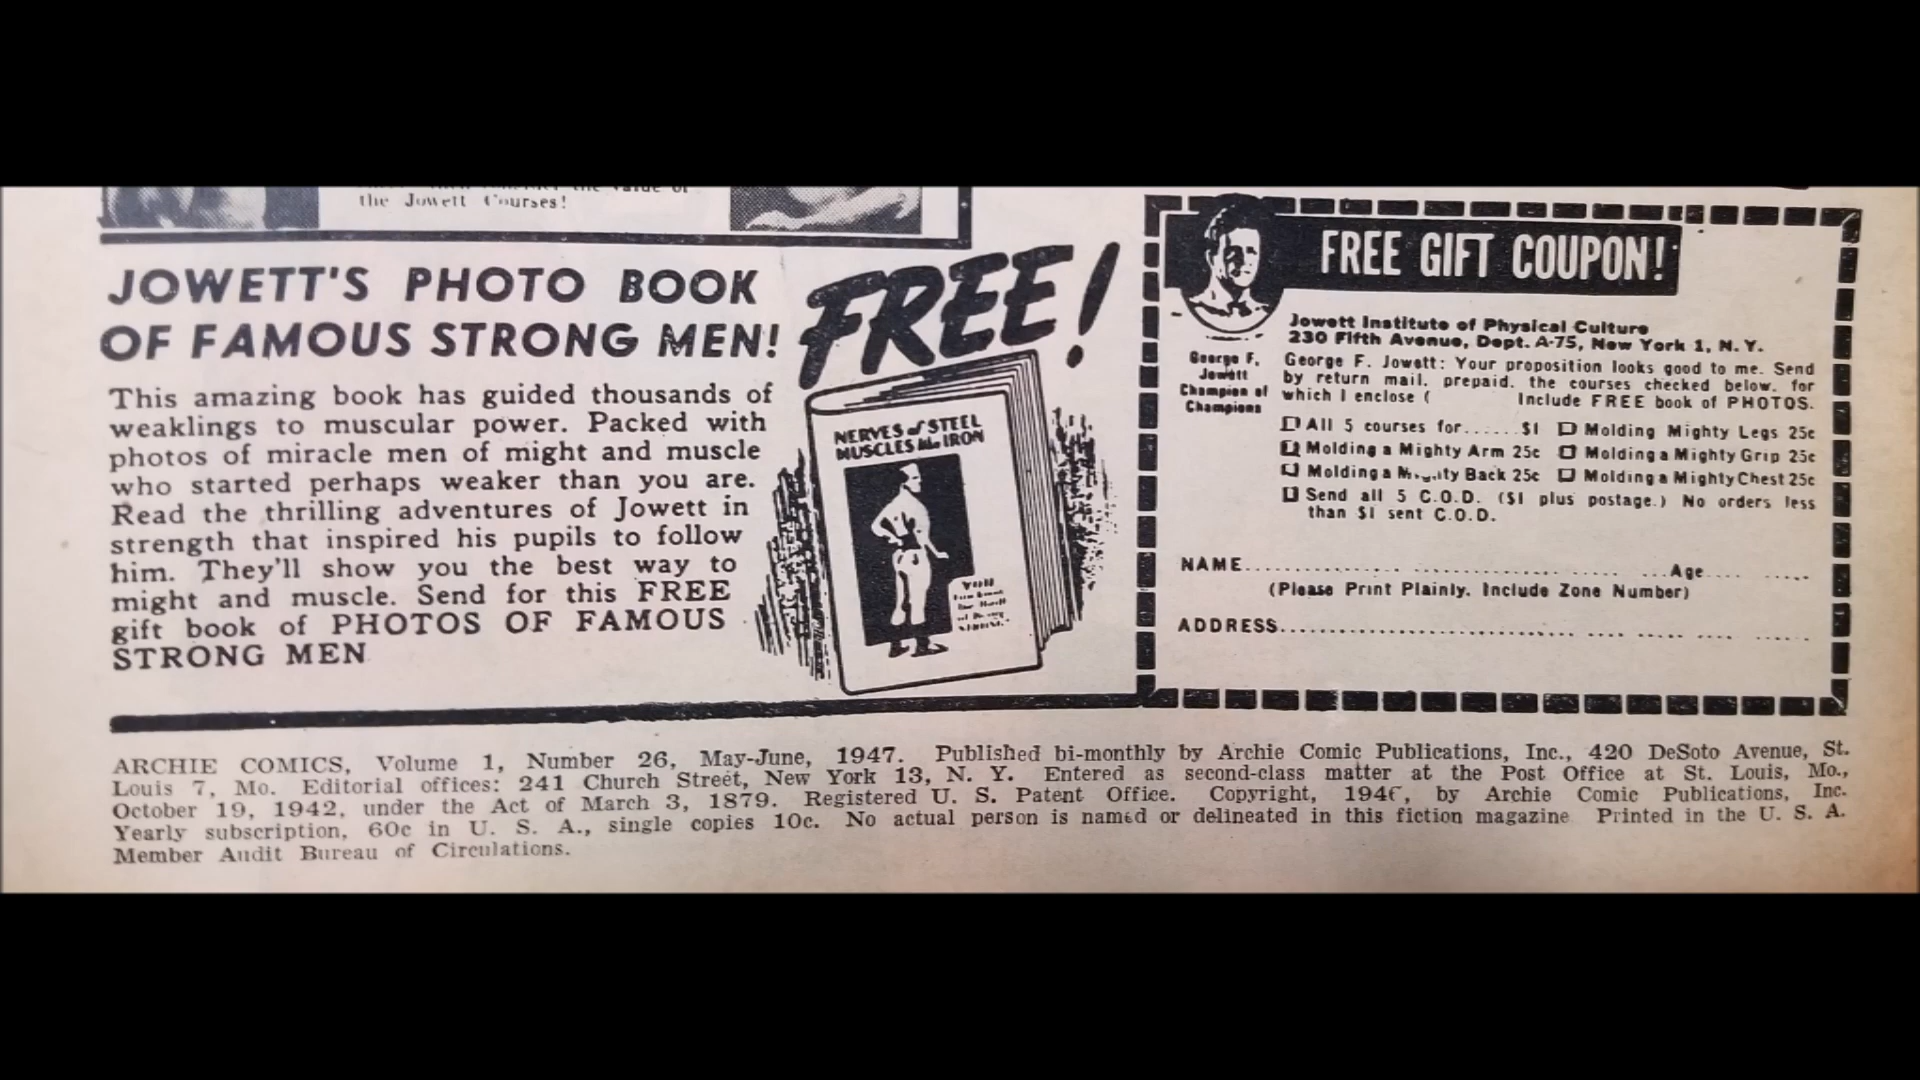 the value of
the Jowett Courses!
JOWETT'S PHOTO BOOK
OF FAMOUS STRONG MEN!
This amazing book has guided thousands of
weaklings to muscular power. Packed with
photos of miracle men of might and muscle
who started perhaps weaker than you are.
Read the thrilling adventures of Jowett in
strength that inspired his pupils to follow
him. They'll show you the best way to
might and muscle. Send for this FREE
gift book of PHOTOS OF FAMOUS
STRONG MEN
FREE!
NERVES of STEEL
MUSCLES like IRON
YOU
FREE GIFT COUPON!
George F.
Jowett
Champion of
Champions
Jowett Institute of Physical Culture
230 Fifth Avenue, Dept. A-75, New York 1, N. Y.
George F. Jowett: Your proposition looks good to me. Send
by return mail, prepaid, the courses checked below, for
which I enclose ( Include FREE book of PHOTOS.
All 5 courses for......$1 Molding Mighty Legs 25c
Molding a Mighty Arm 25c Molding a Mighty Grip 25c
Molding a Back 25c Molding a Mighty Chest 25c
Send all 5 C.O.D. ($1 plus postage.) No orders less
than $1 sent C.O.D.
NAME..........Age..........
(Please Print Plainly. Include Zone Number)
ADDRESS..........
ARCHIE COMICS, Volume 1, Number 26, May-June, 1947. Published bi-monthly by Archie Comic Publications, Inc., 420 DeSoto Avenue, St.
Louis 7, Mo. Editorial offices: 241 Church Street, New York 13, N. Y. Entered as second-class matter at the Post Office at St. Louis, Mo.,
October 19, 1942, under the Act of March 3, 1879. Registered U. S. Patent Office. Copyright, by Archie Comic Publications, Inc.
Yearly subscription, 60c in U. S. A., single copies 10c. No actual person is named or delineated in this fiction magazine Printed in the U. S. A.
Member Audit Bureau of Circulations.